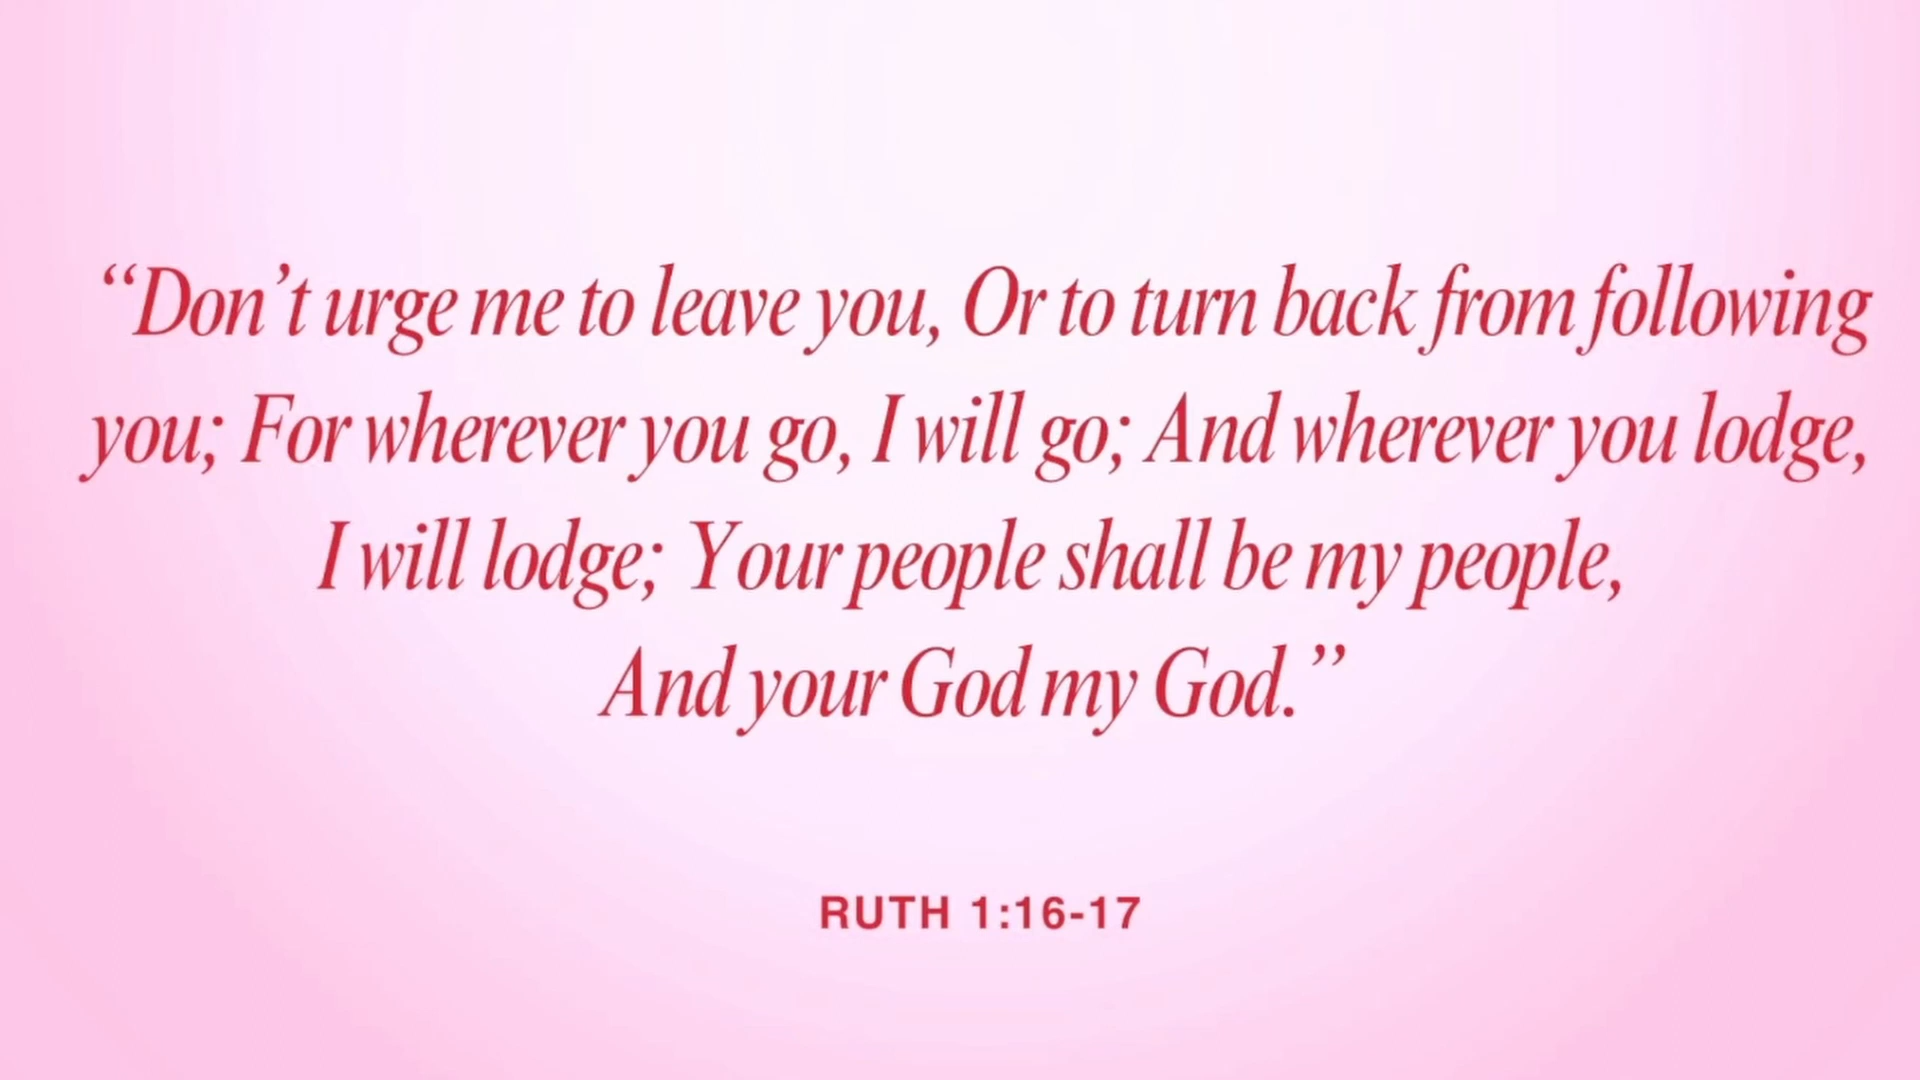 “Don’t urge me to leave you, Or to turn back from following
you; For wherever you go, I will go; And wherever you lodge,
I will lodge; Your people shall be my people,
And your God my God.”
RUTH 1:16-17